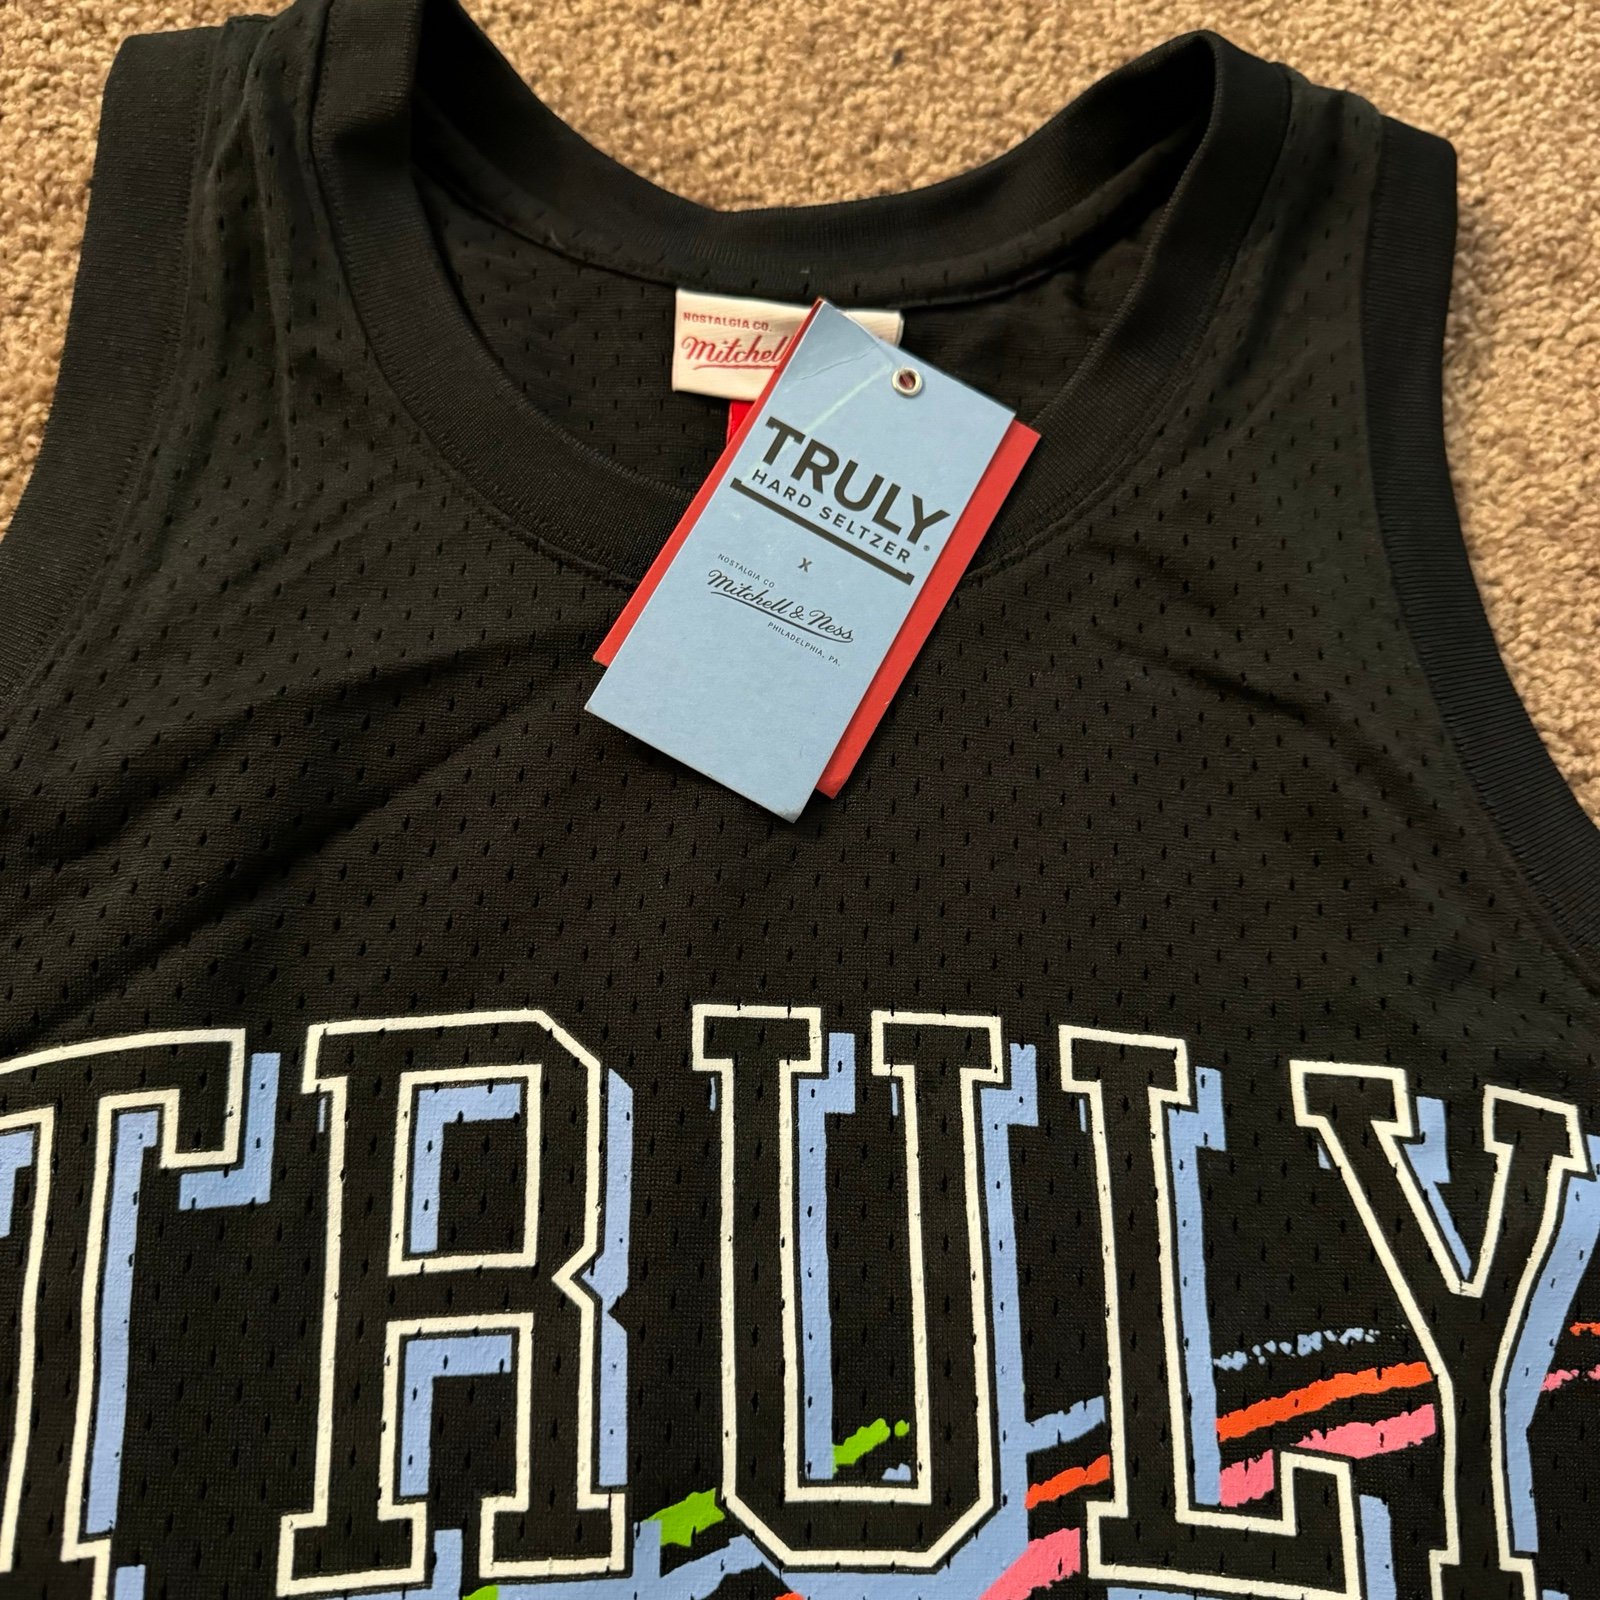 NOSTALGIA CO.
Mitchell
TRULY
HARD SELTZER®
X
NOSTALGIA CO
Mitchell & Ness
PHILADELPHIA, PA.
TRULY